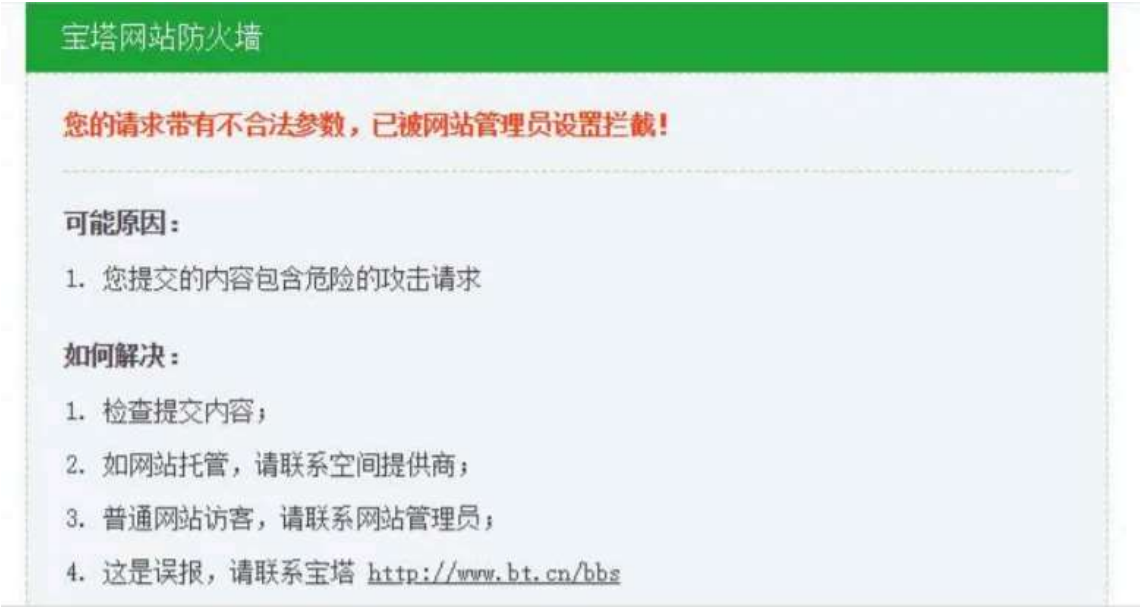 宝塔网站防火墙
您的请求带有不合法参数，已被网站管理员设置拦截！
可能原因：
1. 您提交的内容包含危险的攻击请求
如何解决：
1. 检查提交内容；
2. 如网站托管，请联系空间提供商；
3. 普通网站访客，请联系网站管理员；
4. 这是误报，请联系宝塔 http://www.bt.cn/bbs